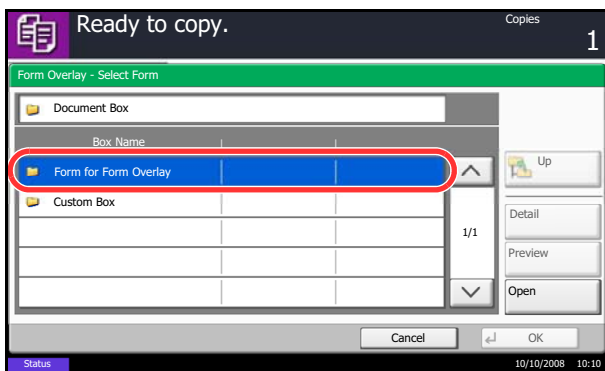 Ready to copy.
Copies
1
Form Overlay - Select Form
Document Box
Box Name
Form for Form Overlay
Up
Custom Box
Detail
1/1
Preview
Open
Cancel
OK
Status
10/10/2008 10:10